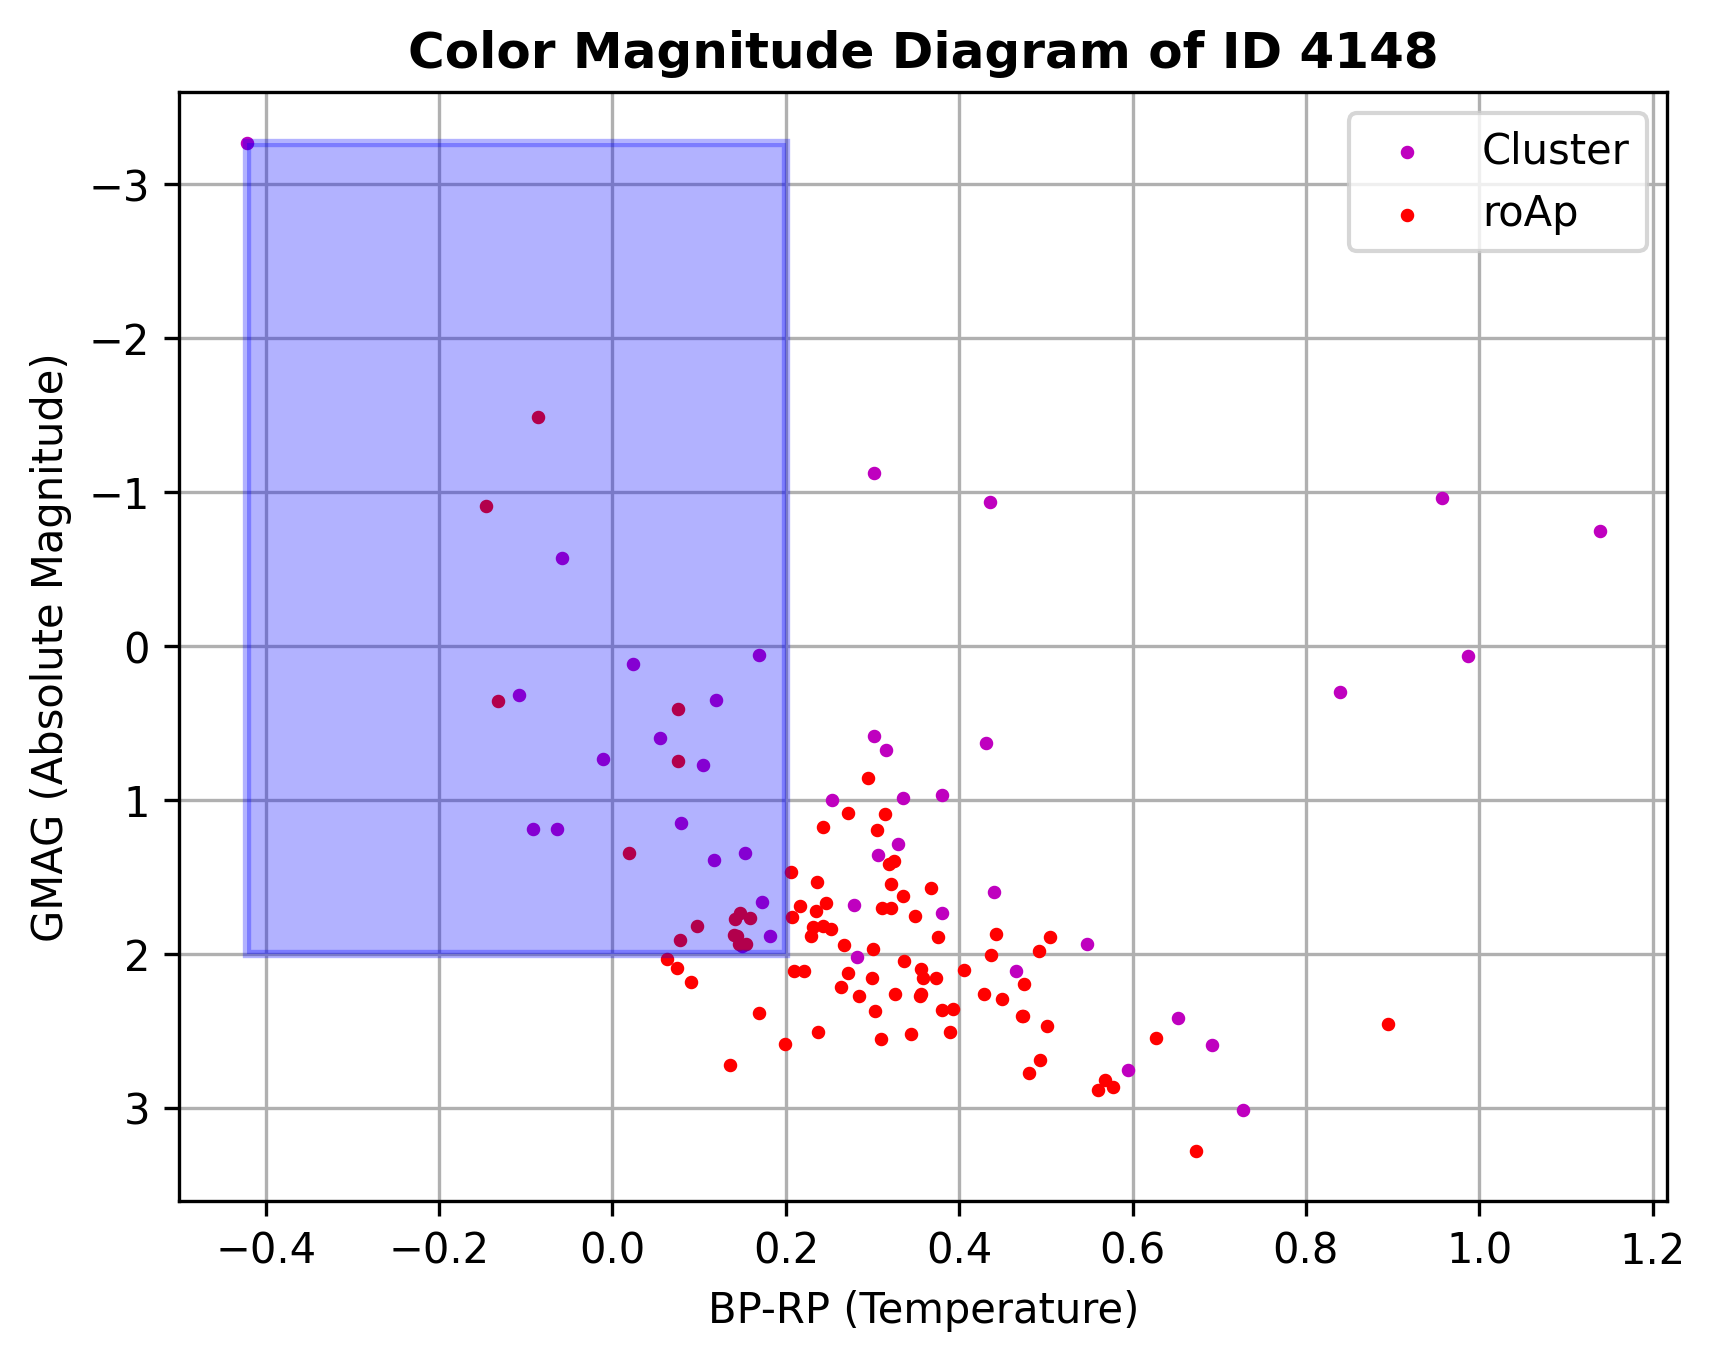 Color Magnitude Diagram of ID 4148
Cluster
roAp
GMAG (Absolute Magnitude)
−3
−2
−1
0
1
2
3
−0.4 −0.2 0.0 0.2 0.4 0.6 0.8 1.0 1.2
BP-RP (Temperature)